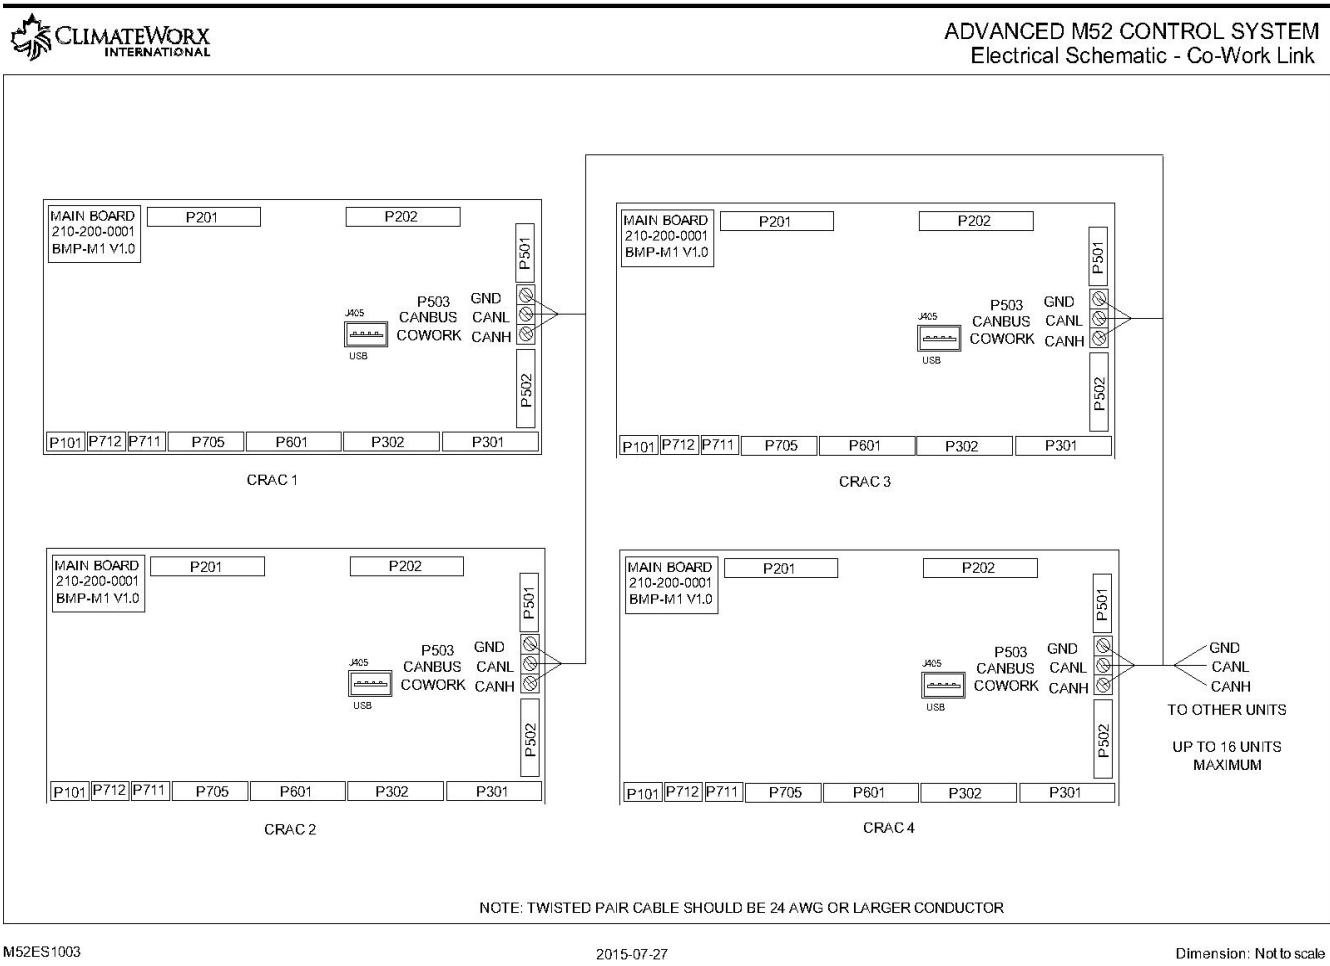 CLIMATEWORX
INTERNATIONAL
ADVANCED M52 CONTROL SYSTEM
Electrical Schematic - Co-Work Link
MAIN BOARD
210-200-0001
BMP-M1 V1.0
P201
P202
P501
P503
CANBUS
COWORK
GND
CANL
CANH
J405
USB
P502
P101
P712
P711
P705
P601
P302
P301
CRAC 1
MAIN BOARD
210-200-0001
BMP-M1 V1.0
P201
P202
P501
P503
CANBUS
COWORK
GND
CANL
CANH
J405
USB
P502
P101
P712
P711
P705
P601
P302
P301
CRAC 3
MAIN BOARD
210-200-0001
BMP-M1 V1.0
P201
P202
P501
P503
CANBUS
COWORK
GND
CANL
CANH
J405
USB
P502
P101
P712
P711
P705
P601
P302
P301
CRAC 2
MAIN BOARD
210-200-0001
BMP-M1 V1.0
P201
P202
P501
P503
CANBUS
COWORK
GND
CANL
CANH
J405
USB
P502
P101
P712
P711
P705
P601
P302
P301
CRAC 4
GND
CANL
CANH
TO OTHER UNITS
UP TO 16 UNITS
MAXIMUM
NOTE: TWISTED PAIR CABLE SHOULD BE 24 AWG OR LARGER CONDUCTOR
M52ES1003
2015-07-27
Dimension: Not to scale